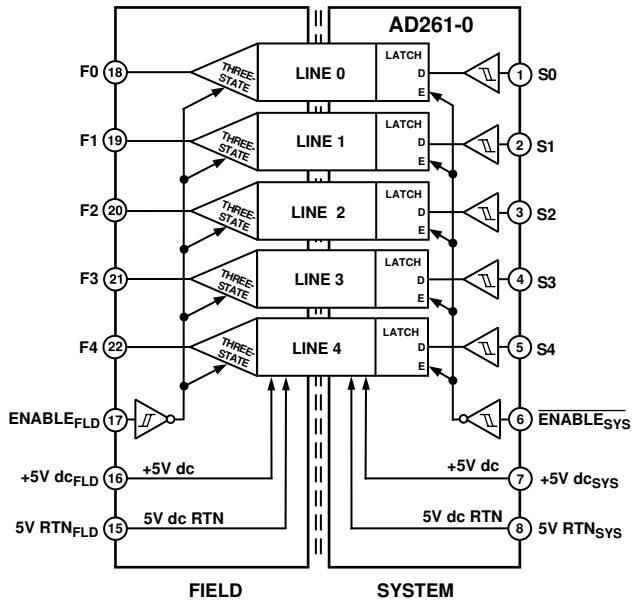 AD261-0
F0 18 THREE-STATE LINE 0 LATCH D E 1 S0
F1 19 THREE-STATE LINE 1 LATCH D E 2 S1
F2 20 THREE-STATE LINE 2 LATCH D E 3 S2
F3 21 THREE-STATE LINE 3 LATCH D E 4 S3
F4 22 THREE-STATE LINE 4 LATCH D E 5 S4
ENABLEFLD 17 6 ENABLESYS
+5V dcFLD 16 +5V dc +5V dc 7 +5V dcSYS
5V RTNFLD 15 5V dc RTN 5V dc RTN 8 5V RTNSYS
FIELD SYSTEM